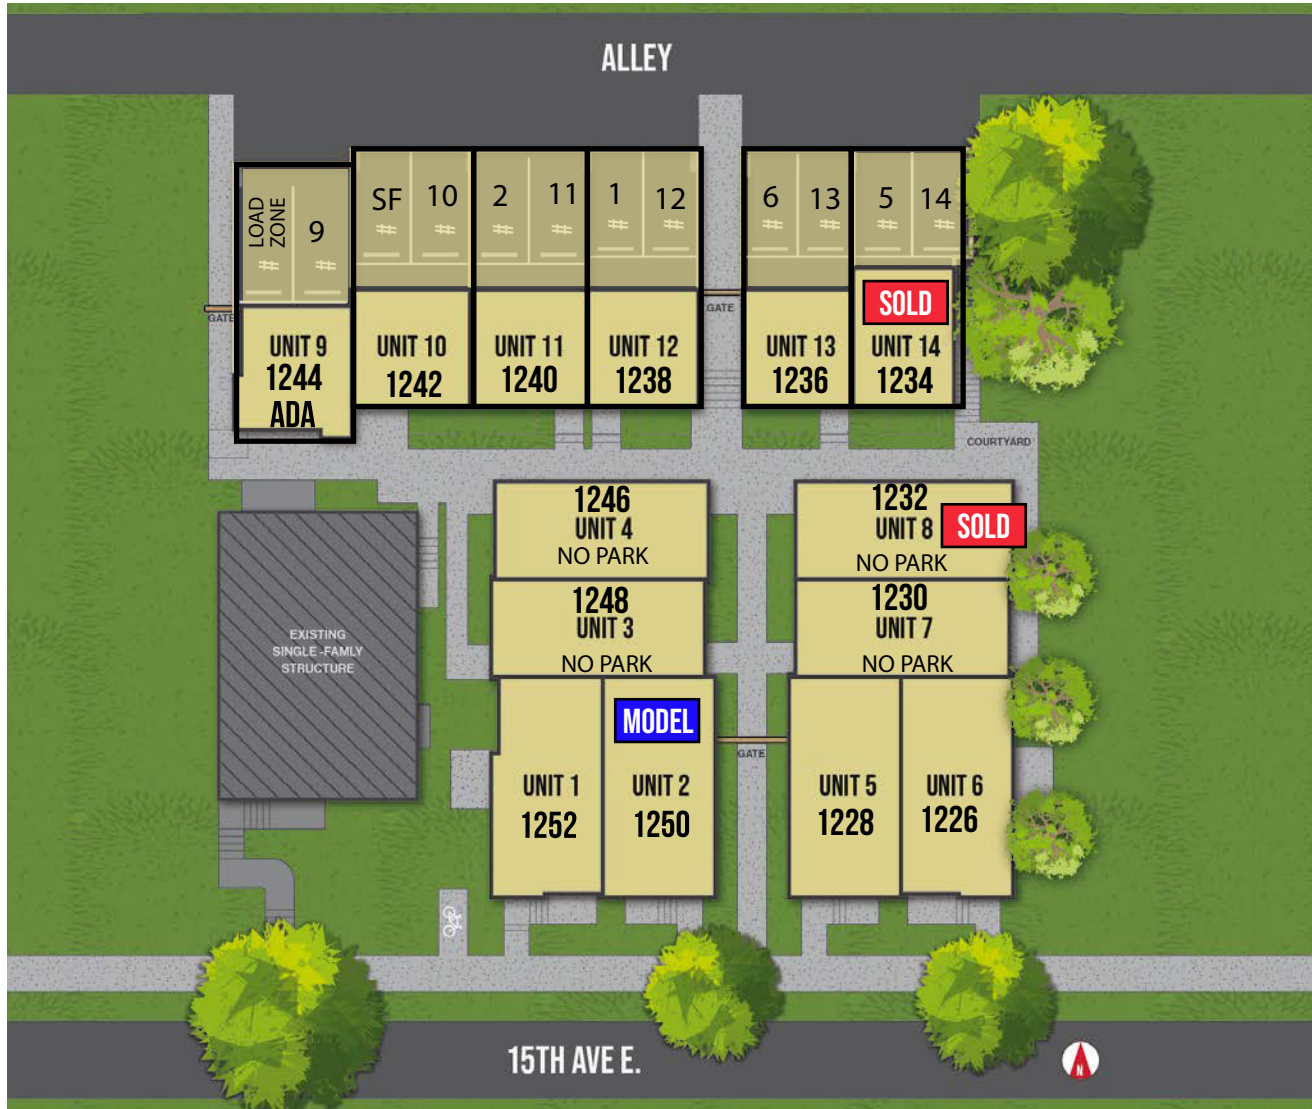 ALLEY
LOAD
ZONE
9
SF
10
2
11
1
12
6
13
5
14
GATE
GATE
SOLD
UNIT 9
1244
ADA
UNIT 10
1242
UNIT 11
1240
UNIT 12
1238
UNIT 13
1236
UNIT 14
1234
COURTYARD
1246
UNIT 4
NO PARK
1232
UNIT 8
SOLD
NO PARK
EXISTING
SINGLE-FAMLY
STRUCTURE
1248
UNIT 3
NO PARK
1230
UNIT 7
NO PARK
MODEL
GATE
UNIT 1
1252
UNIT 2
1250
UNIT 5
1228
UNIT 6
1226
15TH AVE E.
N